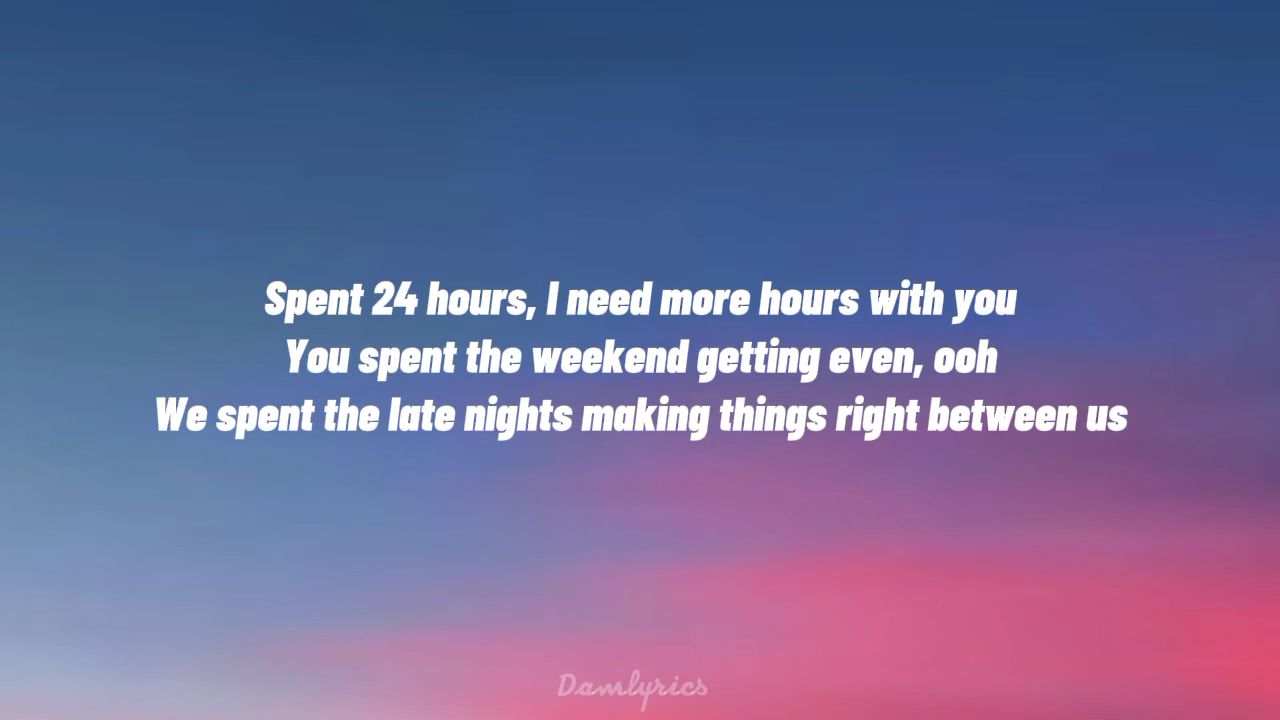 Spent 24 hours, I need more hours with you
You spent the weekend getting even, ooh
We spent the late nights making things right between us
Damlyrics